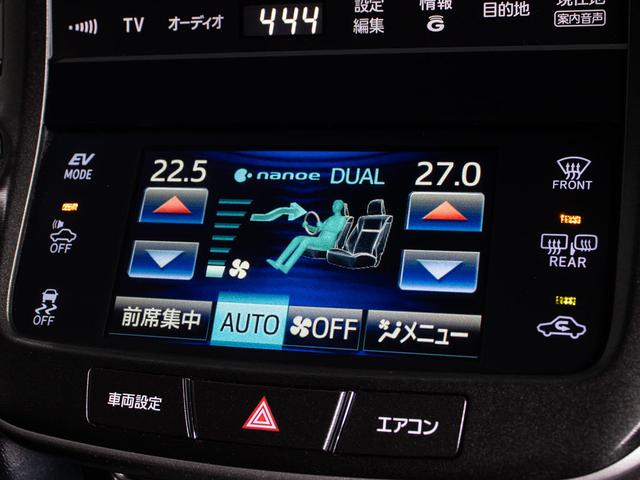 TV オーディオ 4:44 設定 編集 情報 G 目的地 現在地 案内音声
EV MODE
22.5 nanoe DUAL 27.0
FRONT
OFF
REAR
OFF
前席集中 AUTO OFF メニュー
車両設定 エアコン